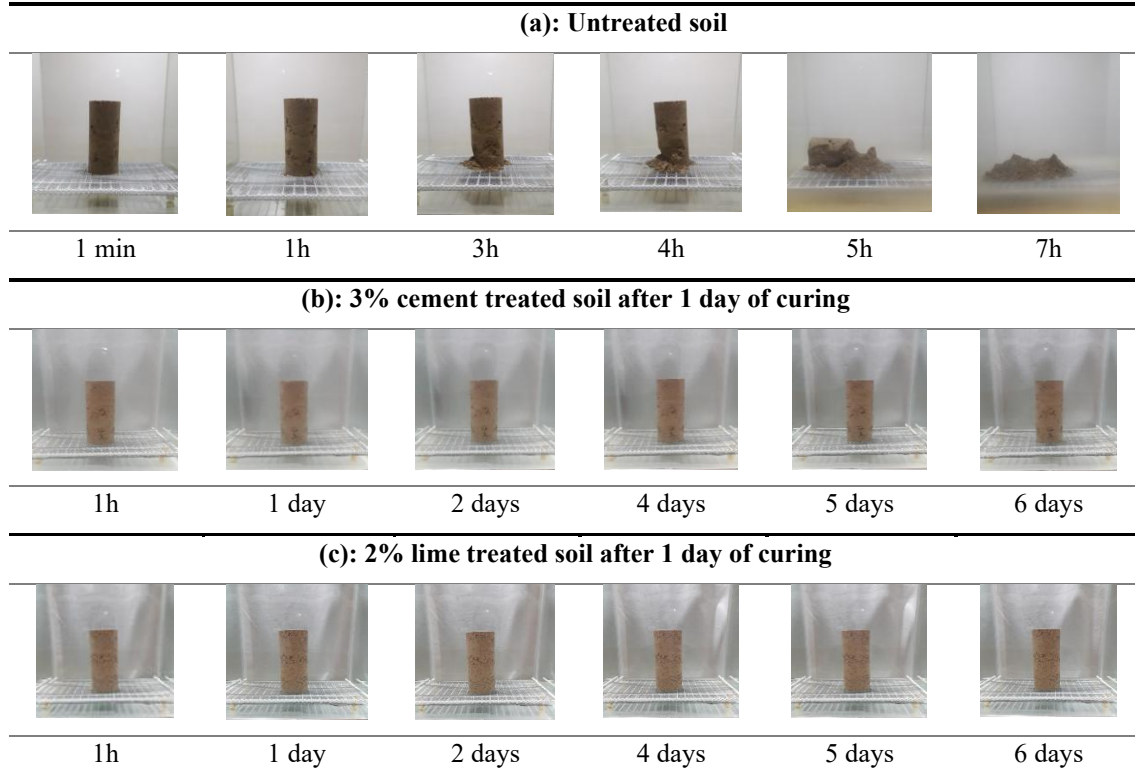 (a): Untreated soil
1 min 1h 3h 4h 5h 7h
(b): 3% cement treated soil after 1 day of curing
1h 1 day 2 days 4 days 5 days 6 days
(c): 2% lime treated soil after 1 day of curing
1h 1 day 2 days 4 days 5 days 6 days